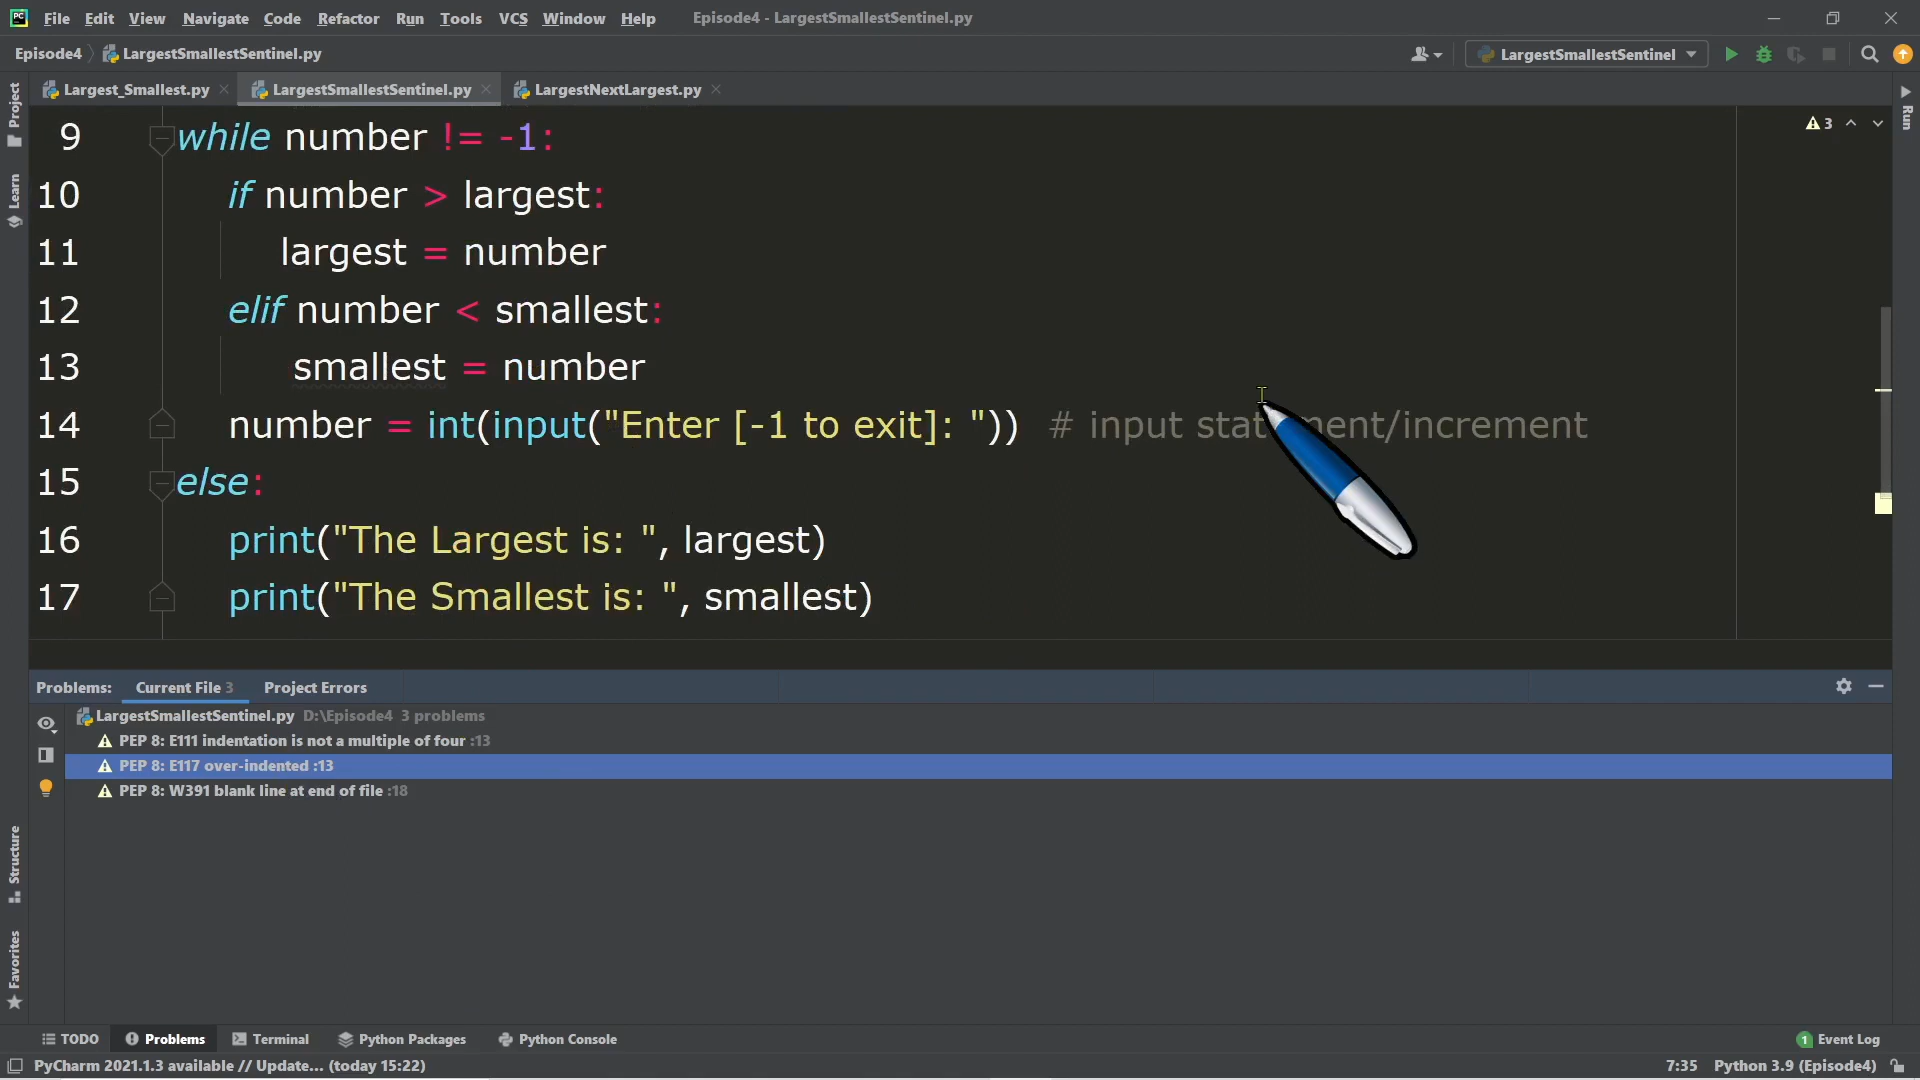 File Edit View Navigate Code Refactor Run Tools VCS Window Help Episode4 - LargestSmallestSentinel.py
Episode4 LargestSmallestSentinel.py LargestSmallestSentinel
Largest_Smallest.py LargestSmallestSentinel.py LargestNextLargest.py
Project
Learn
Structure
Favorites
Run
3
9 while number != -1:
10 if number > largest:
11 largest = number
12 elif number < smallest:
13 smallest = number
14 number = int(input("Enter [-1 to exit]: ")) # input statement/increment
15 else:
16 print("The Largest is: ", largest)
17 print("The Smallest is: ", smallest)
Problems: Current File 3 Project Errors
LargestSmallestSentinel.py D:\Episode4 3 problems
PEP 8: E111 indentation is not a multiple of four :13
PEP 8: E117 over-indented :13
PEP 8: W391 blank line at end of file :18
TODO Problems Terminal Python Packages Python Console 1 Event Log
PyCharm 2021.1.3 available // Update... (today 15:22) 7:35 Python 3.9 (Episode4)